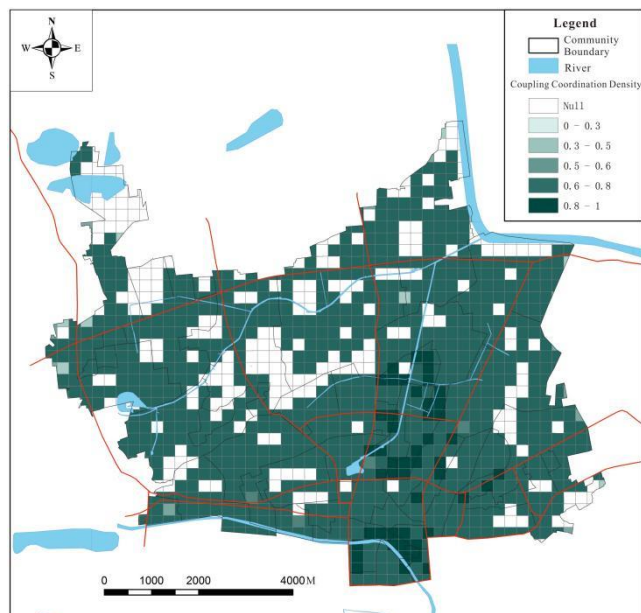 N
W E
S
Legend
Community
Boundary
River
Coupling Coordination Density
Null
0 - 0.3
0.3 - 0.5
0.5 - 0.6
0.6 - 0.8
0.8 - 1
0 1000 2000 4000 M